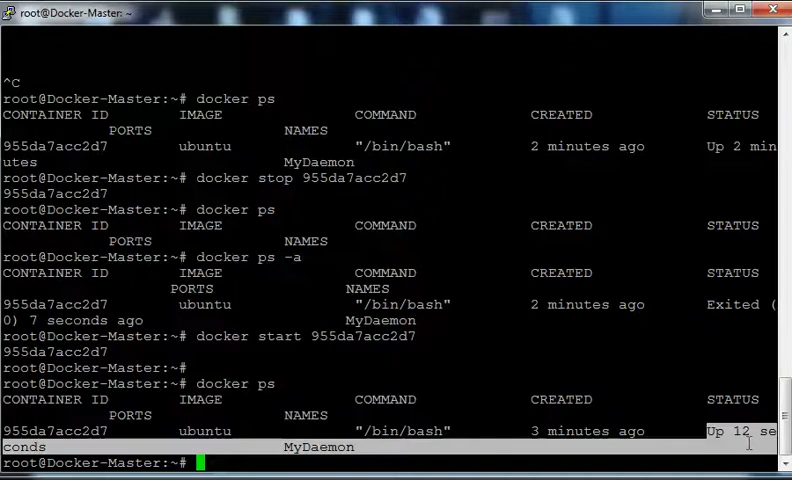 root@Docker-Master: ~
^C
root@Docker-Master:~# docker ps
CONTAINER ID IMAGE COMMAND CREATED STATUS
PORTS NAMES
955da7acc2d7 ubuntu "/bin/bash" 2 minutes ago Up 2 min
utes MyDaemon
root@Docker-Master:~# docker stop 955da7acc2d7
955da7acc2d7
root@Docker-Master:~# docker ps
CONTAINER ID IMAGE COMMAND CREATED STATUS
PORTS NAMES
root@Docker-Master:~# docker ps -a
CONTAINER ID IMAGE COMMAND CREATED STATUS
PORTS NAMES
955da7acc2d7 ubuntu "/bin/bash" 2 minutes ago Exited (
0) 7 seconds ago MyDaemon
root@Docker-Master:~# docker start 955da7acc2d7
955da7acc2d7
root@Docker-Master:~#
root@Docker-Master:~# docker ps
CONTAINER ID IMAGE COMMAND CREATED STATUS
PORTS NAMES
955da7acc2d7 ubuntu "/bin/bash" 3 minutes ago Up 12 se
conds MyDaemon
root@Docker-Master:~#